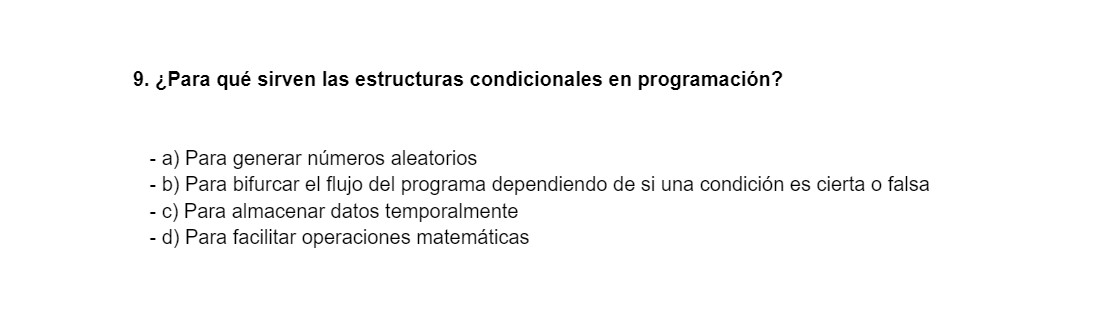 9. ¿Para qué sirven las estructuras condicionales en programación?
- a) Para generar números aleatorios
- b) Para bifurcar el flujo del programa dependiendo de si una condición es cierta o falsa
- c) Para almacenar datos temporalmente
- d) Para facilitar operaciones matemáticas